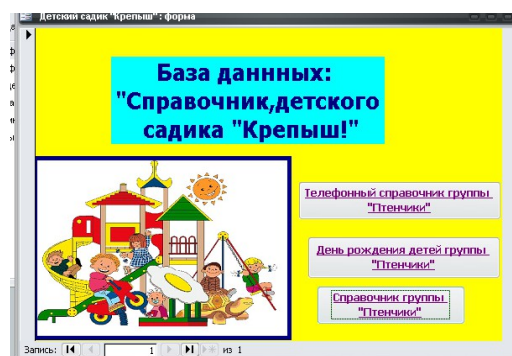 Детский садик "Крепыш" : форма
База даннных:
"Справочник,детского
садика "Крепыш!"
Телефонный справочник группы
"Птенчики"
День рождения детей группы
"Птенчики"
Справочник группы
"Птенчики"
Запись: 1 из 1